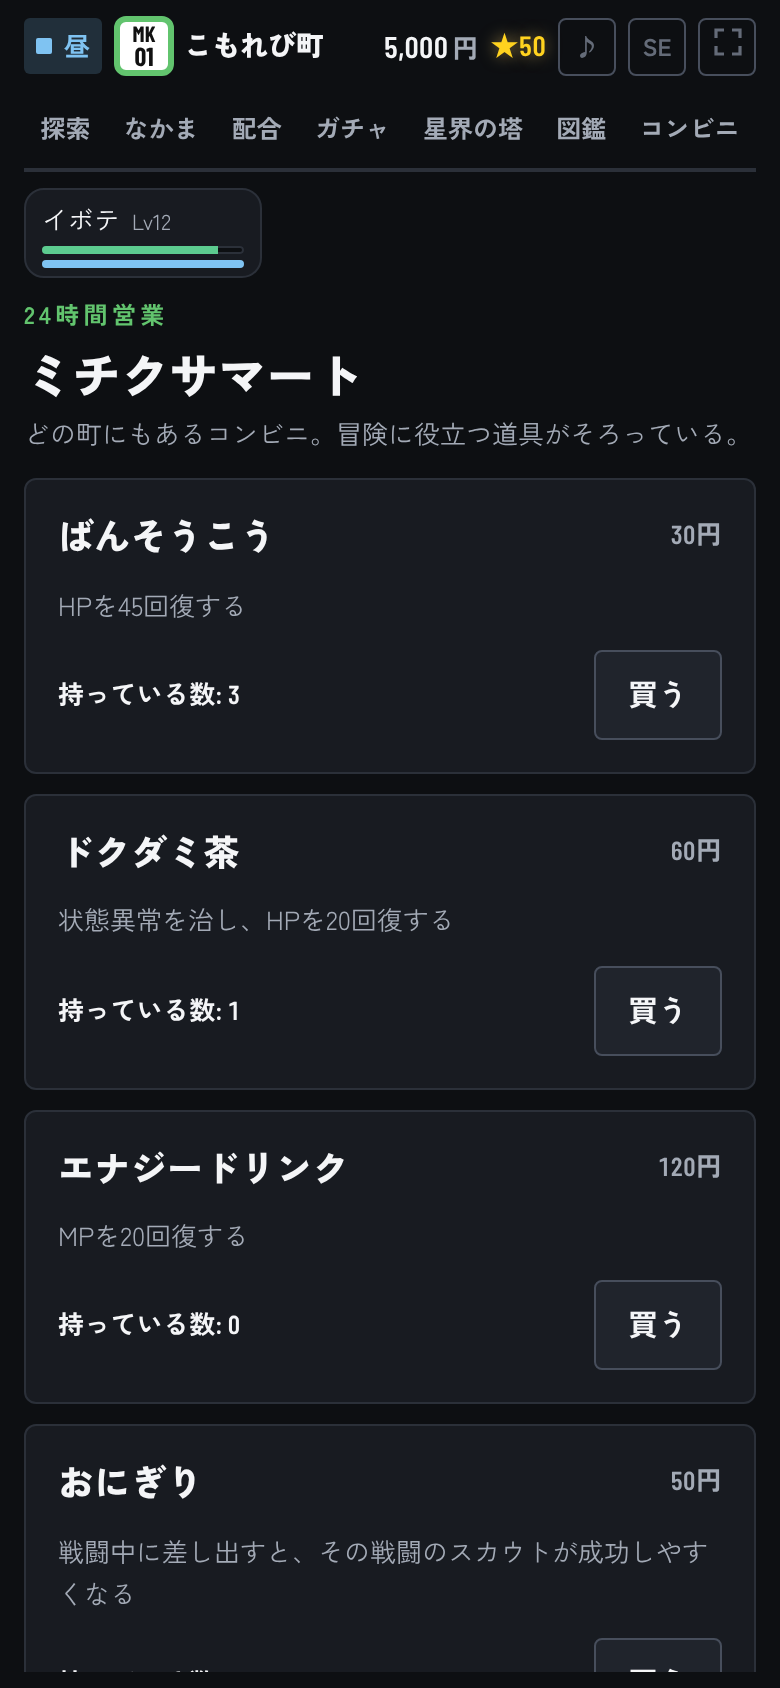 昼
MK
01
こもれび町
5,000 円
★50
♪
SE
探索
なかま
配合
ガチャ
星界の塔
図鑑
コンビニ
イボテ Lv12
24時間営業
ミチクサマート
どの町にもあるコンビニ。冒険に役立つ道具がそろっている。
ばんそうこう
30円
HPを45回復する
持っている数: 3
買う
ドクダミ茶
60円
状態異常を治し、HPを20回復する
持っている数: 1
買う
エナジードリンク
120円
MPを20回復する
持っている数: 0
買う
おにぎり
50円
戦闘中に差し出すと、その戦闘のスカウトが成功しやす
くなる